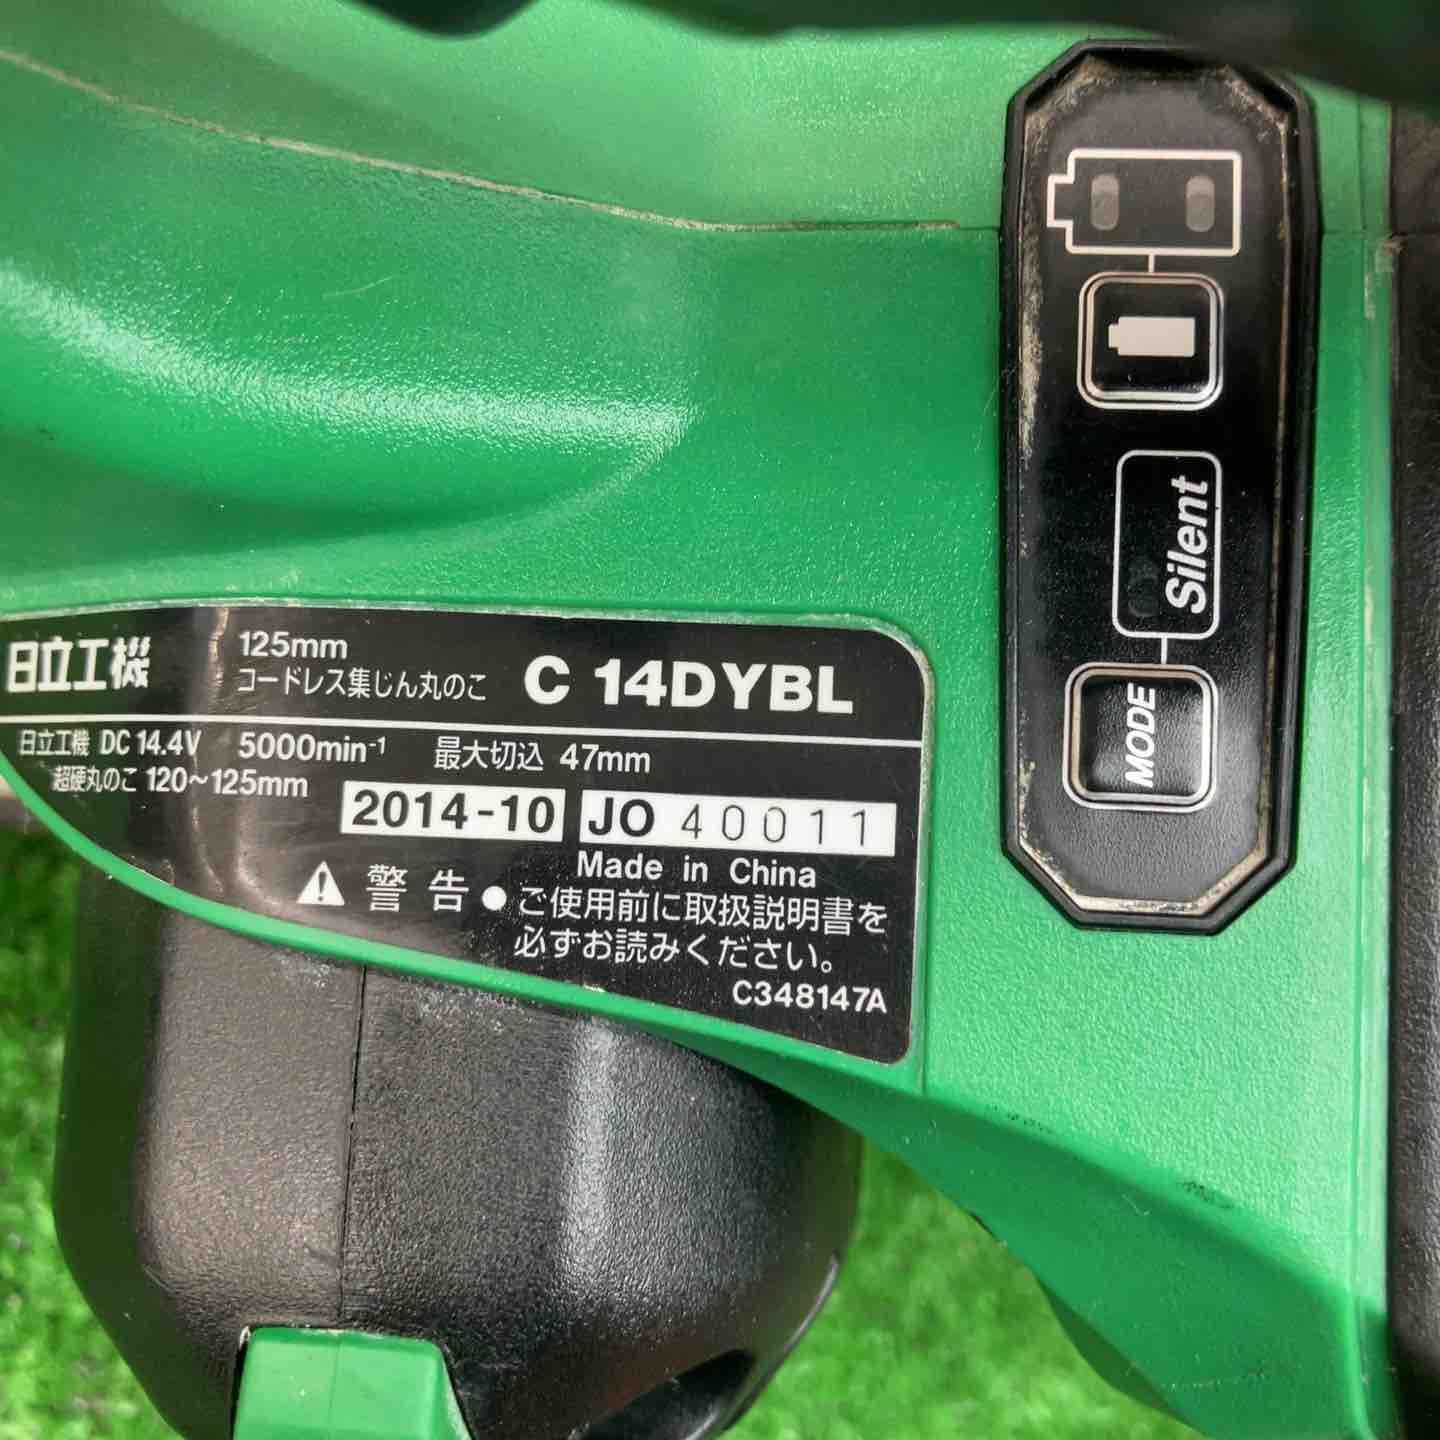 日立工機
125mm
コードレス集じん丸のこ
C 14DYBL
日立工機 DC 14.4V 5000min-1 最大切込 47mm
超硬丸のこ 120〜125mm
2014-10 JO 40011
Made in China
警告 ●ご使用前に取扱説明書を
必ずお読みください。
C348147A
Silent
MODE